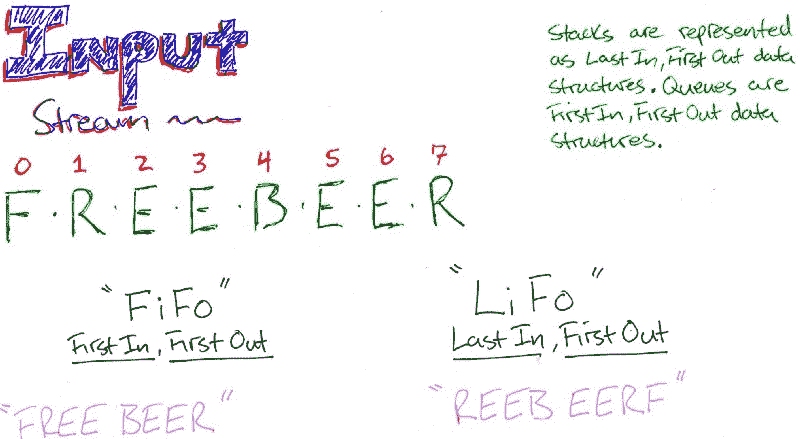 Input
Stream
Stacks are represented
as Last In, First Out data
structures. Queues are
First In, First Out data
structures.
0 1 2 3 4 5 6 7
F·R·E·E·B·E·E·R
"FiFo"
First In, First Out
"FREE BEER"
"LiFo"
Last In, First Out
"REEB EERF"